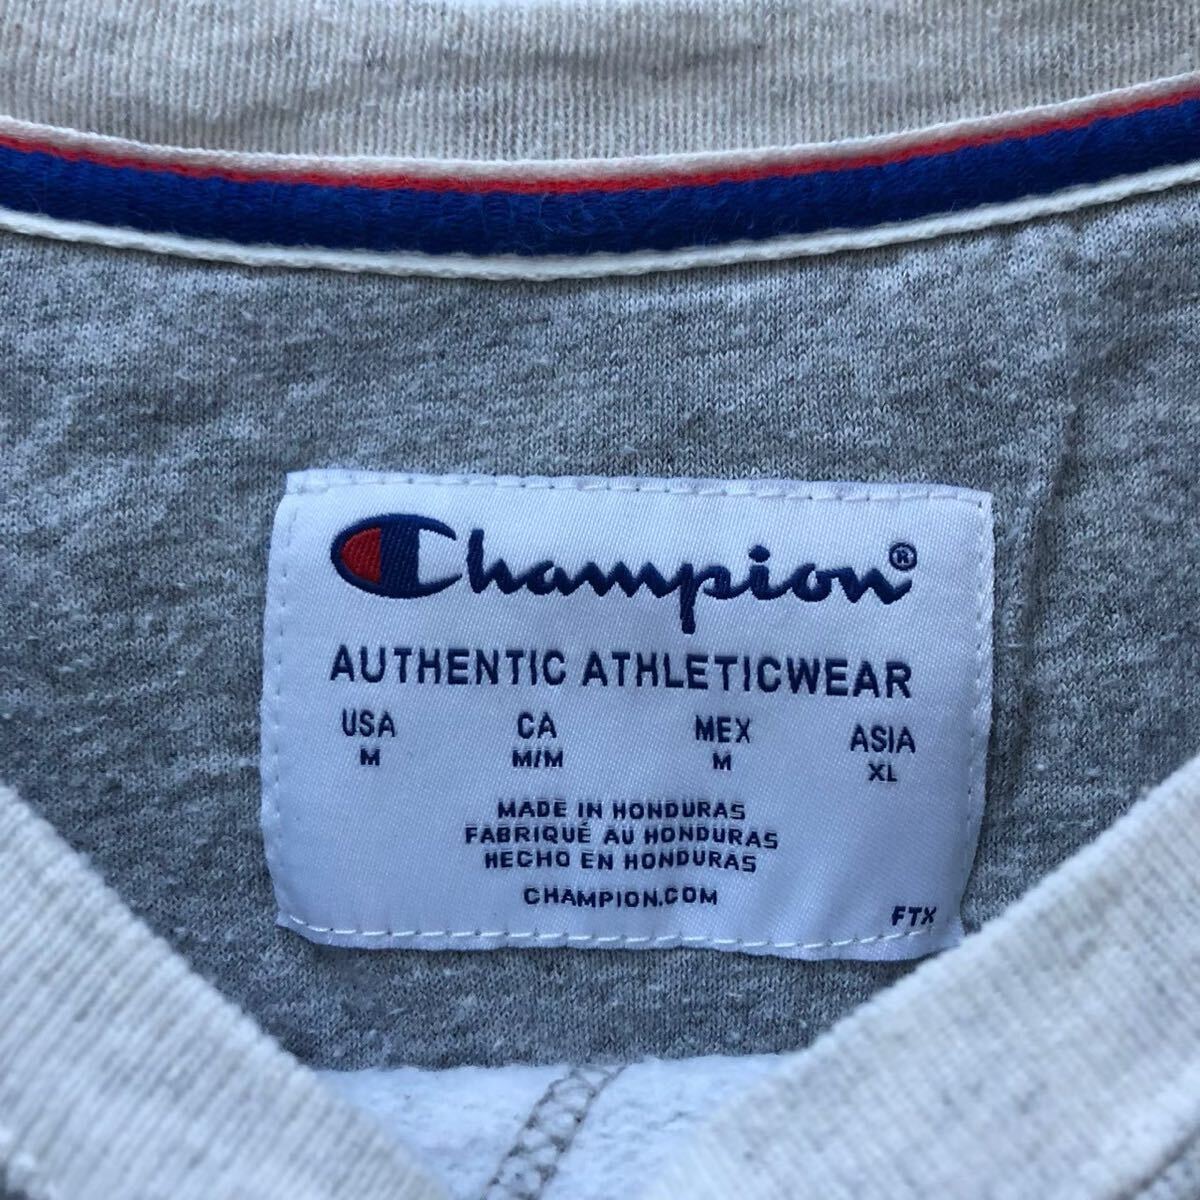 Champion®
AUTHENTIC ATHLETICWEAR
USA CA MEX ASIA
M M/M M XL
MADE IN HONDURAS
FABRIQUÉ AU HONDURAS
HECHO EN HONDURAS
CHAMPION.COM
FTX